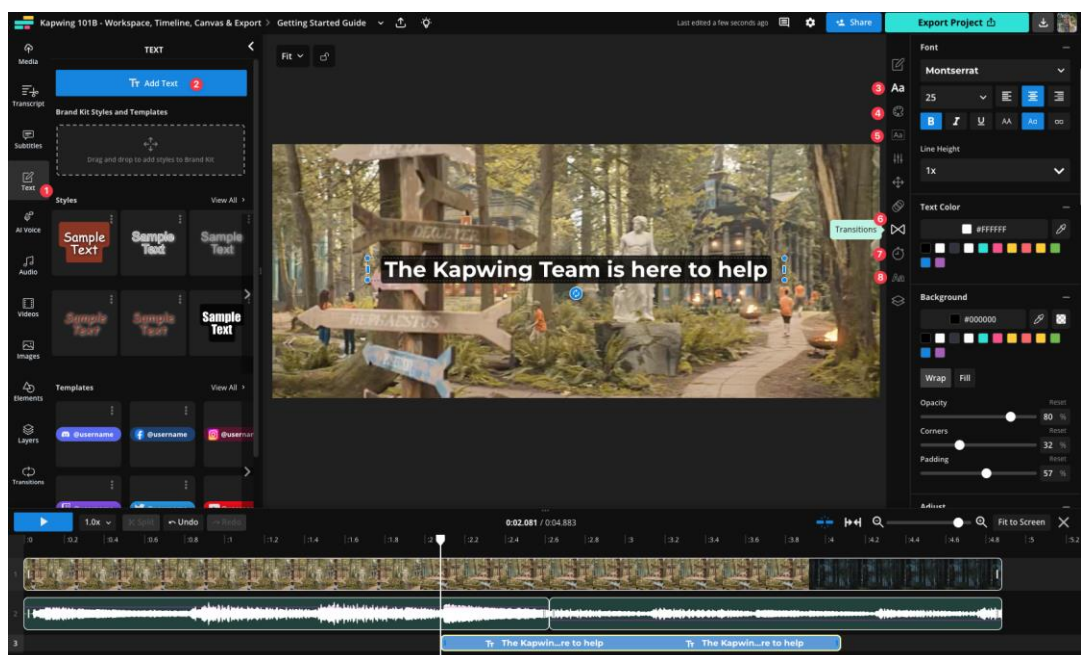 Kapwing 101B - Workspace, Timeline, Canvas & Export > Getting Started Guide
Last edited a few seconds ago
Share
Export Project
Media
Transcript
Subtitles
Text
1
AI Voice
Audio
Videos
Images
Elements
Layers
Transitions
TEXT
Add Text 2
Brand Kit Styles and Templates
Drag and drop to add styles to Brand Kit
Styles View All >
Sample Text
Sample Text
Sample Text
Sample Text
Sample Text
Sample Text
Templates View All >
@username
@username
@usernam
Fit
HEPHAESTUS
The Kapwing Team is here to help
3 Aa
4
5 Aa
6
Transitions
7
8
Font
Montserrat
25
B I U AA Aa
Line Height
1x
Text Color
#FFFFFF
Background
#000000
Wrap Fill
Opacity Reset
80 %
Corners Reset
32 %
Padding Reset
57 %
Adjust
1.0x Split Undo Redo
0:02.081 / 0:04.883
Fit to Screen
:0 :0.2 :0.4 :0.6 :0.8 :1 :1.2 :1.4 :1.6 :1.8 :2 :2.2 :2.4 :2.6 :2.8 :3 :3.2 :3.4 :3.6 :3.8 :4 :4.2 :4.4 :4.6 :4.8 :5 :5.2
1
2
3
The Kapwin...re to help The Kapwin...re to help